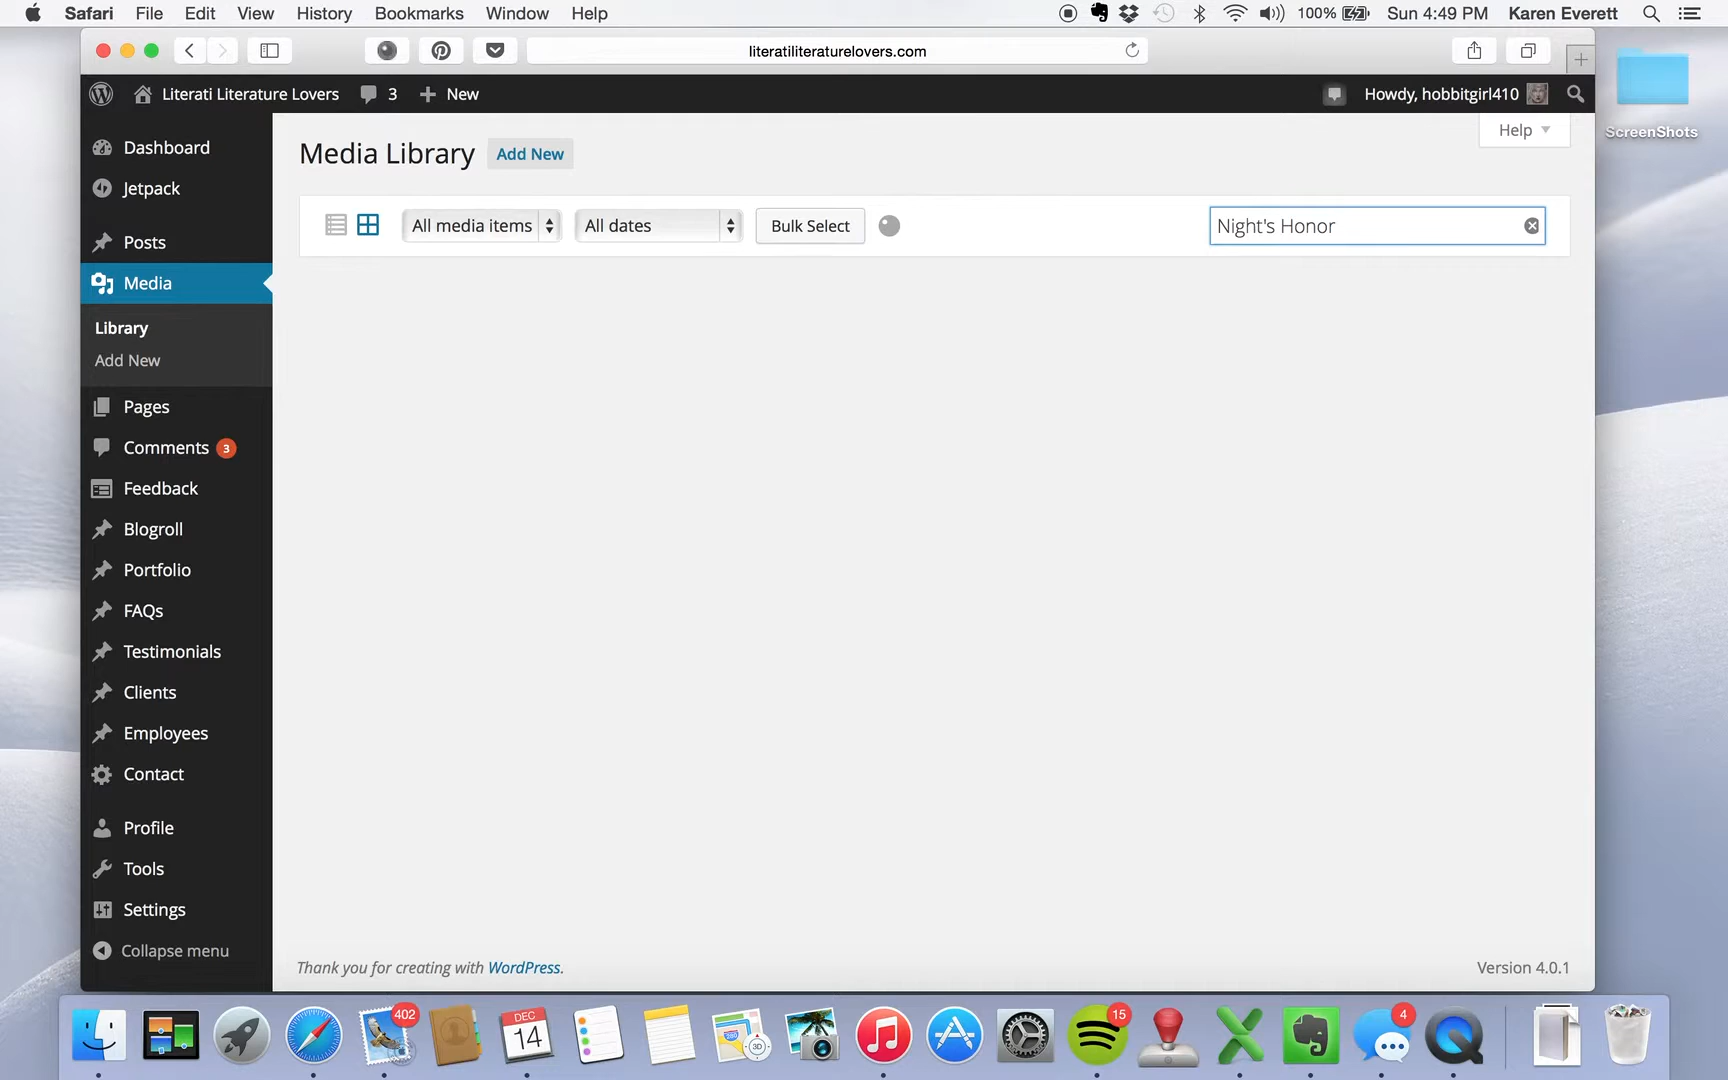 Safari File Edit View History Bookmarks Window Help 100% Sun 4:49 PM Karen Everett
literatiliteraturelovers.com
ScreenShots
Literati Literature Lovers 3 New Howdy, hobbitgirl410
Help
Media Library Add New
All media items All dates Bulk Select Night's Honor
Dashboard
Jetpack
Posts
Media
Library
Add New
Pages
Comments 3
Feedback
Blogroll
Portfolio
FAQs
Testimonials
Clients
Employees
Contact
Profile
Tools
Settings
Collapse menu
Thank you for creating with WordPress. Version 4.0.1
402
DEC
14
3D
15
4